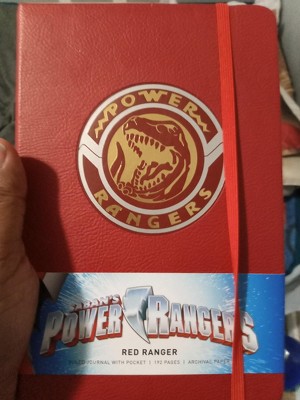 POWER
RANGERS
SABAN'S
POWER RANGERS
RED RANGER
RULED JOURNAL WITH POCKET | 192 PAGES | ARCHIVAL PAPER